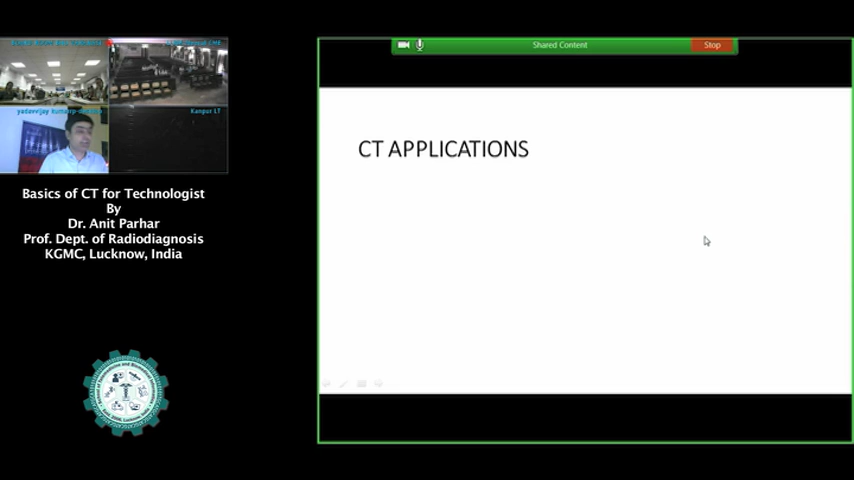 Kanpur LT
Basics of CT for Technologist
By
Dr. Anit Parhar
Prof. Dept. of Radiodiagnosis
KGMC, Lucknow, India
Shared Content
Stop
CT APPLICATIONS